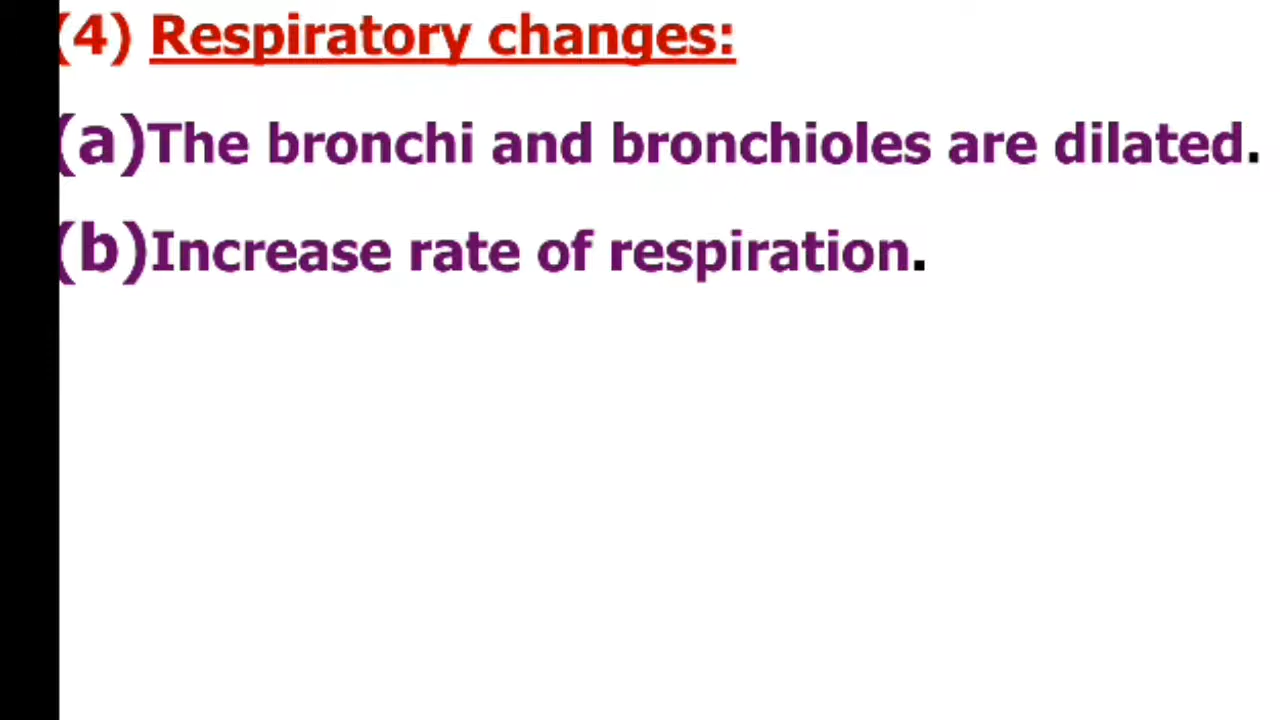 (4) Respiratory changes:
(a)The bronchi and bronchioles are dilated.
(b)Increase rate of respiration.